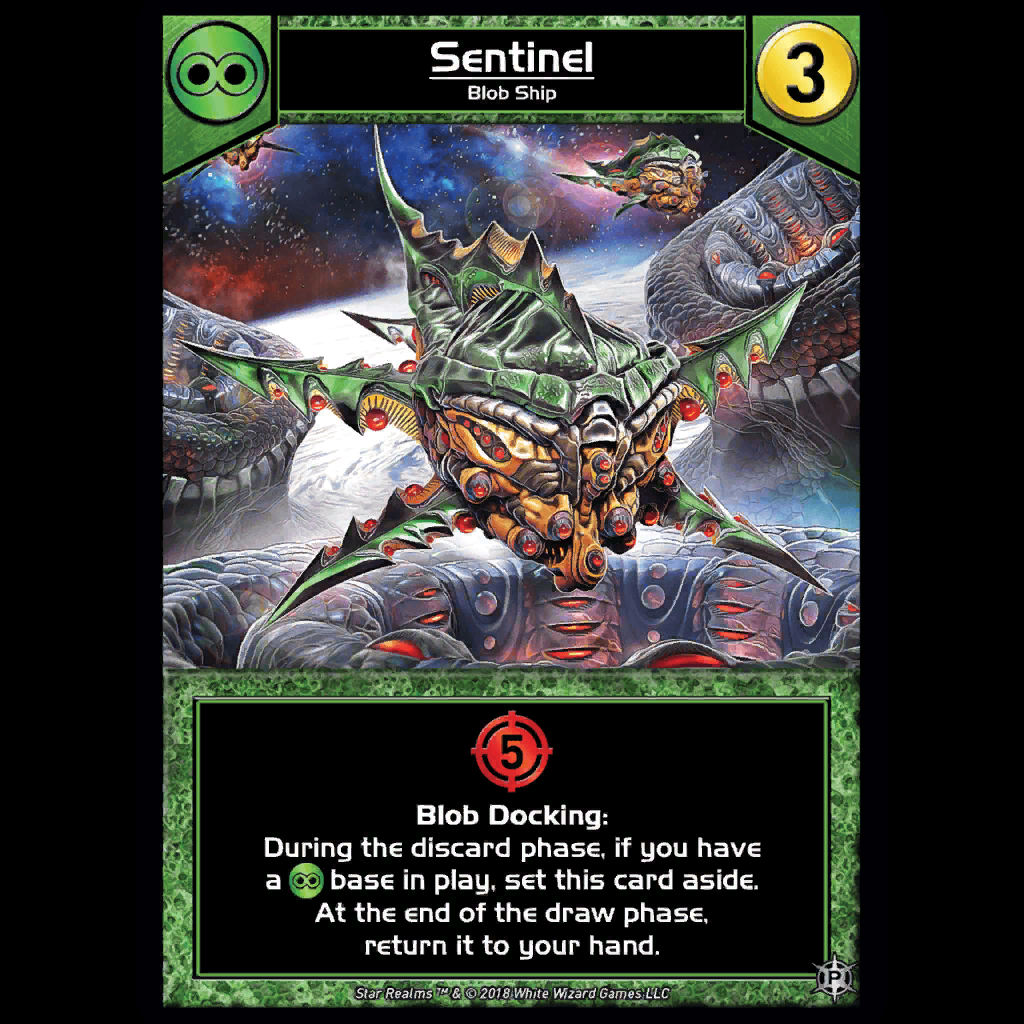 Sentinel
Blob Ship
3
5
Blob Docking:
During the discard phase, if you have
a base in play, set this card aside.
At the end of the draw phase,
return it to your hand.
P
Star Realms™ & © 2018 White Wizard Games LLC